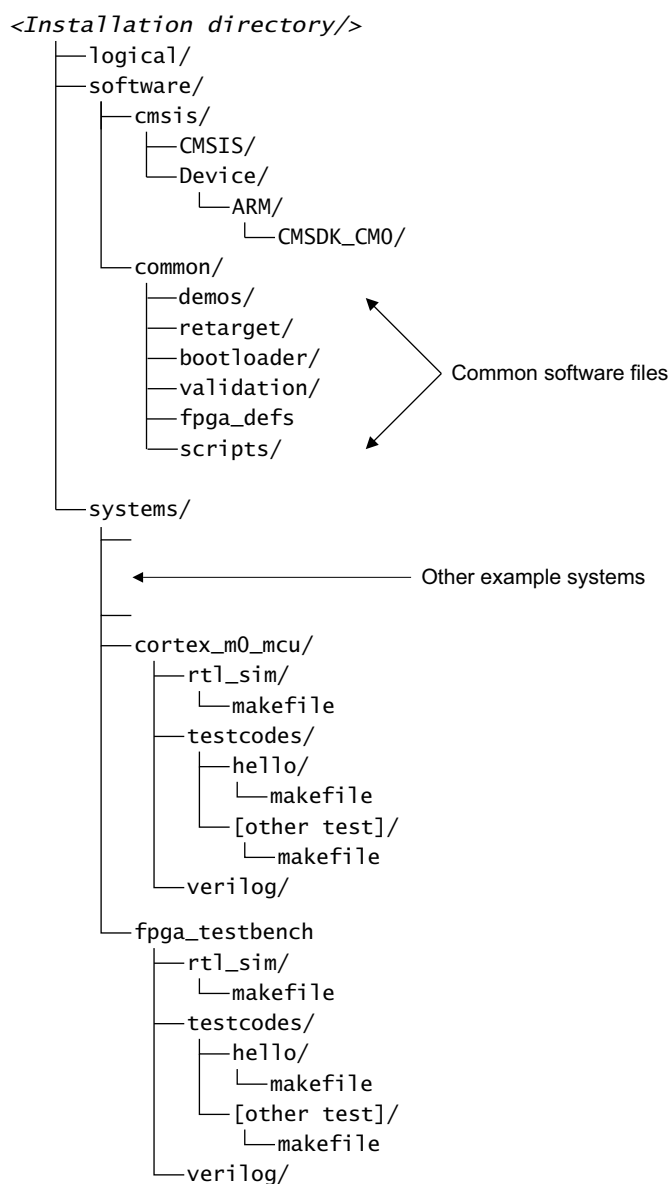 <Installation directory/>
logical/
software/
cmsis/
CMSIS/
Device/
ARM/
CMSDK_CM0/
common/
demos/
retarget/
bootloader/
Common software files
validation/
fpga_defs
scripts/
systems/
Other example systems
cortex_m0_mcu/
rtl_sim/
makefile
testcodes/
hello/
makefile
[other test]/
makefile
verilog/
fpga_testbench
rtl_sim/
makefile
testcodes/
hello/
makefile
[other test]/
makefile
verilog/